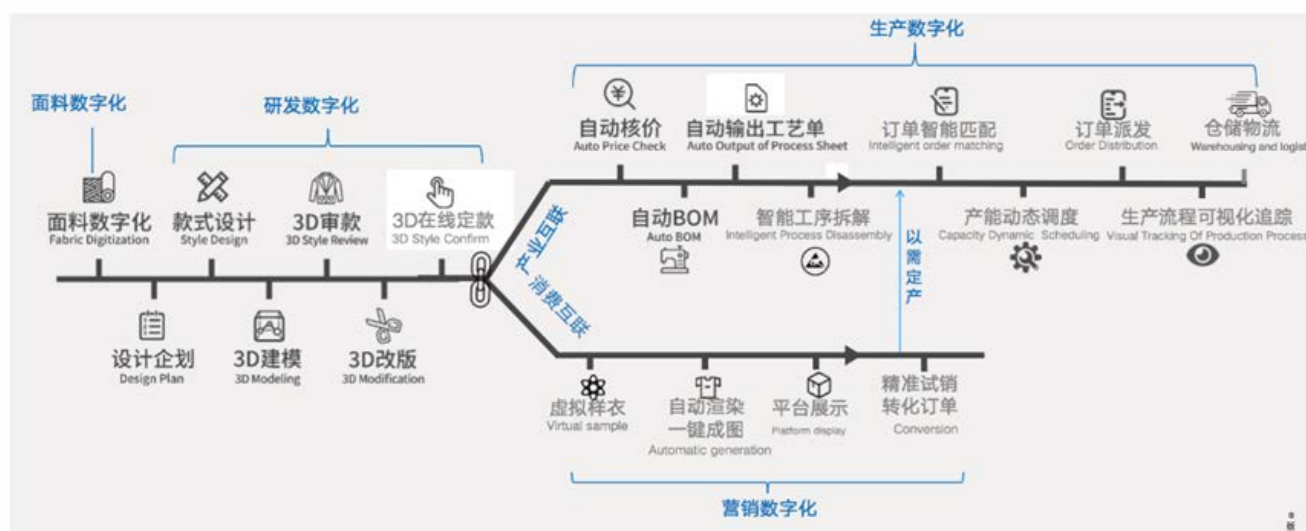 生产数字化
面料数字化
研发数字化
自动核价
Auto Price Check
自动输出工艺单
Auto Output of Process Sheet
订单智能匹配
Intelligent order matching
订单派发
Order Distribution
仓储物流
Warehousing and logist
面料数字化
Fabric Digitization
款式设计
Style Design
3D审款
3D Style Review
3D在线定款
3D Style Confirm
产业互联
消费互联
自动BOM
Auto BOM
智能工序拆解
Intelligent Process Disassembly
产能动态调度
Capacity Dynamic Scheduling
生产流程可视化追踪
Visual Tracking Of Production Process
以需定产
设计企划
Design Plan
3D建模
3D Modeling
3D改版
3D Modification
虚拟样衣
Virtual sample
自动渲染
一键成图
Automatic generation
平台展示
Platform display
精准试销
转化订单
Conversion
营销数字化